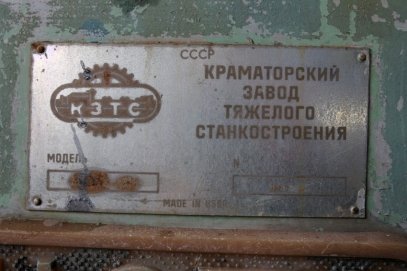 СССР
КРАМАТОРСКИЙ
ЗАВОД
ТЯЖЕЛОГО
СТАНКОСТРОЕНИЯ
КЗТС
МОДЕЛЬ
N
MADE IN USSR